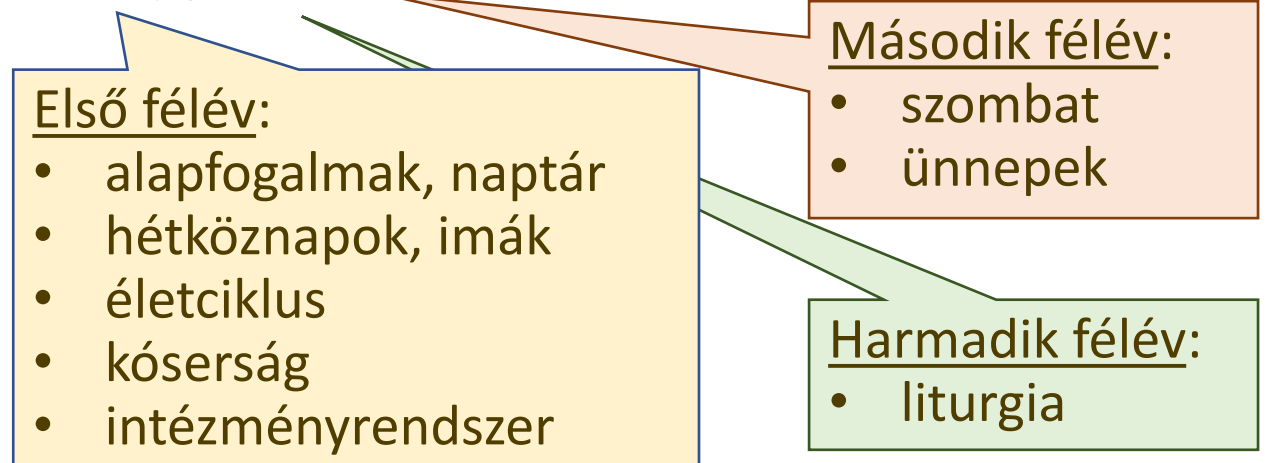 Első félév:
• alapfogalmak, naptár
• hétköznapok, imák
• életciklus
• kóserság
• intézményrendszer
Második félév:
• szombat
• ünnepek
Harmadik félév:
• liturgia